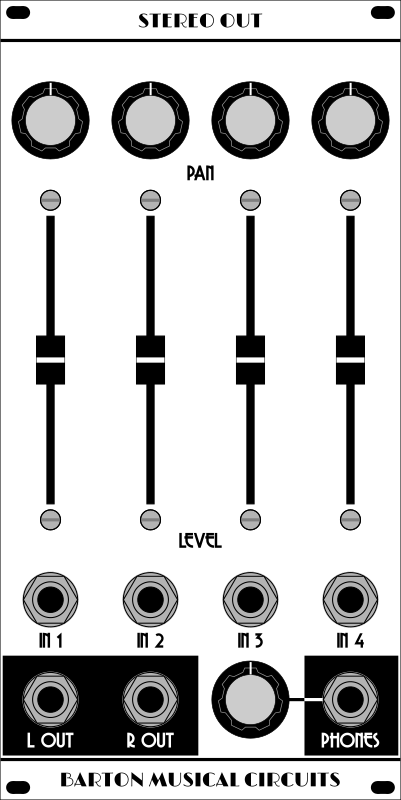 STEREO OUT
PAN
LEVEL
IN 1 IN 2 IN 3 IN 4
L OUT R OUT PHONES
BARTON MUSICAL CIRCUITS